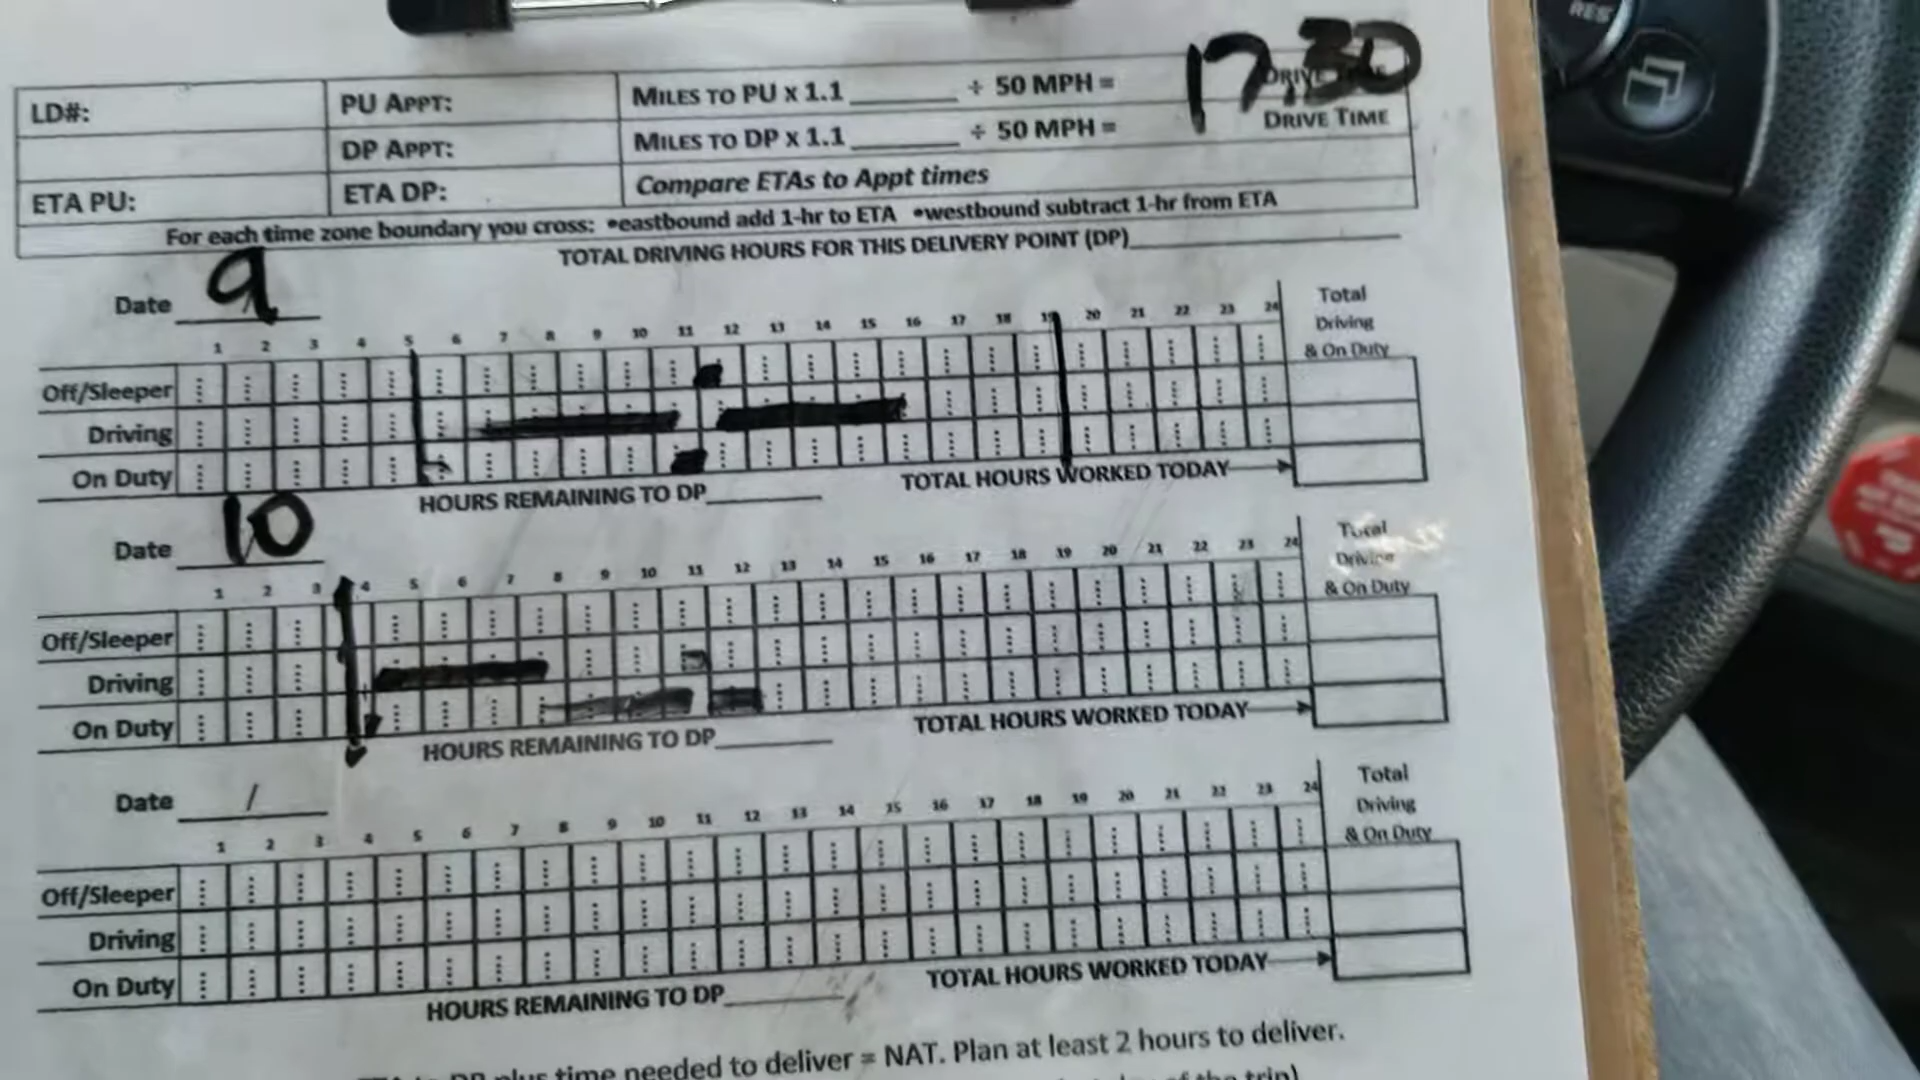 RES
17,30
LD#: PU APPT: MILES TO PU X 1.1 ______ ÷ 50 MPH = DRIVE TIME
DP APPT: MILES TO DP X 1.1 ______ ÷ 50 MPH = DRIVE TIME
ETA PU: ETA DP: Compare ETAs to Appt times
For each time zone boundary you cross: •eastbound add 1-hr to ETA •westbound subtract 1-hr from ETA
TOTAL DRIVING HOURS FOR THIS DELIVERY POINT (DP)______
Date 9
1 2 3 4 5 6 7 8 9 10 11 12 13 14 15 16 17 18 19 20 21 22 23 24 Total
Driving
& On Duty
Off/Sleeper
Driving
On Duty
HOURS REMAINING TO DP______ TOTAL HOURS WORKED TODAY
Date 10
1 2 3 4 5 6 7 8 9 10 11 12 13 14 15 16 17 18 19 20 21 22 23 24 Total
Driving
& On Duty
Off/Sleeper
Driving
On Duty
HOURS REMAINING TO DP______ TOTAL HOURS WORKED TODAY
Date /
1 2 3 4 5 6 7 8 9 10 11 12 13 14 15 16 17 18 19 20 21 22 23 24 Total
Driving
& On Duty
Off/Sleeper
Driving
On Duty
HOURS REMAINING TO DP______ TOTAL HOURS WORKED TODAY
plus time needed to deliver = NAT. Plan at least 2 hours to deliver.
of the trip)